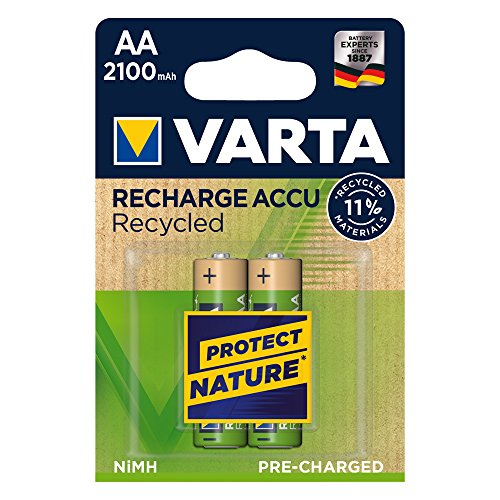 AA
2100 mAh
BATTERY
EXPERTS
SINCE
1887
VARTA
RECHARGE ACCU
Recycled
*RECYCLED
11%
MATERIALS
+ +
PROTECT
NATURE*
NiMH
PRE-CHARGED